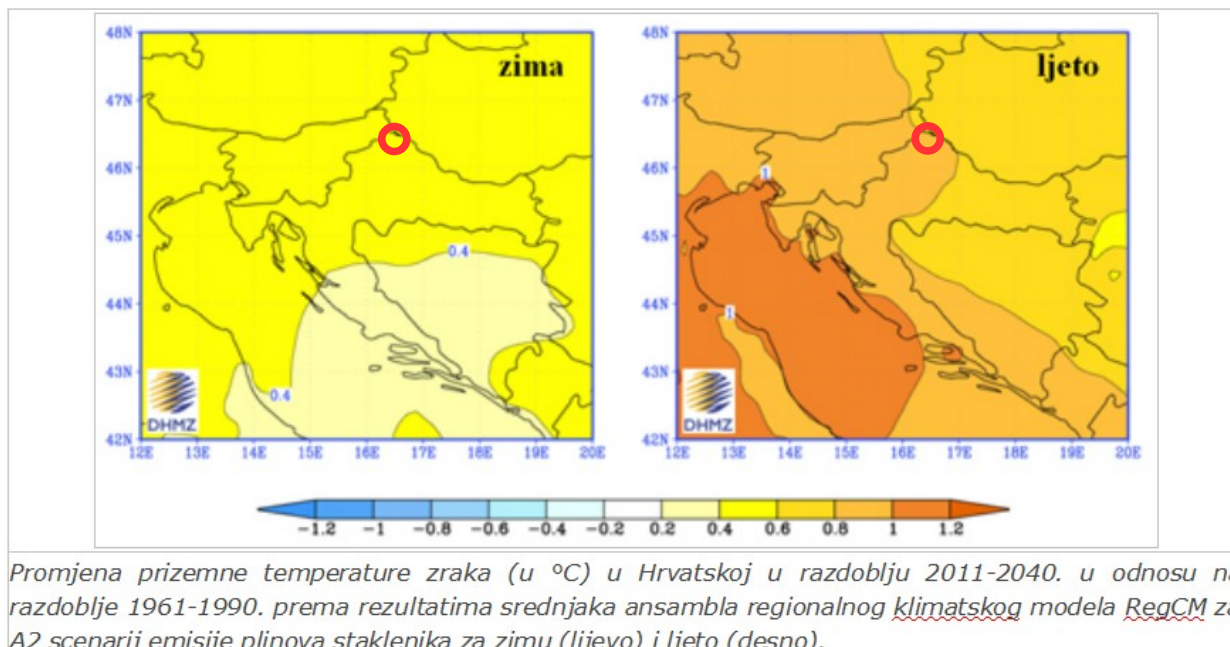 zima
ljeto
48N
47N
46N
45N
44N
43N
42N
12E 13E 14E 15E 16E 17E 18E 19E 20E
0.4
0.4
DHMZ
48N
47N
46N
45N
44N
43N
42N
12E 13E 14E 15E 16E 17E 18E 19E 20E
1
1
DHMZ
-1.2 -1 -0.8 -0.6 -0.4 -0.2 0.2 0.4 0.6 0.8 1 1.2
Promjena prizemne temperature zraka (u °C) u Hrvatskoj u razdoblju 2011-2040. u odnosu na
razdoblje 1961-1990. prema rezultatima srednjaka ansambla regionalnog klimatskog modela RegCM za
A2 scenarij emisije plinova staklenika za zimu (lijevo) i ljeto (desno).